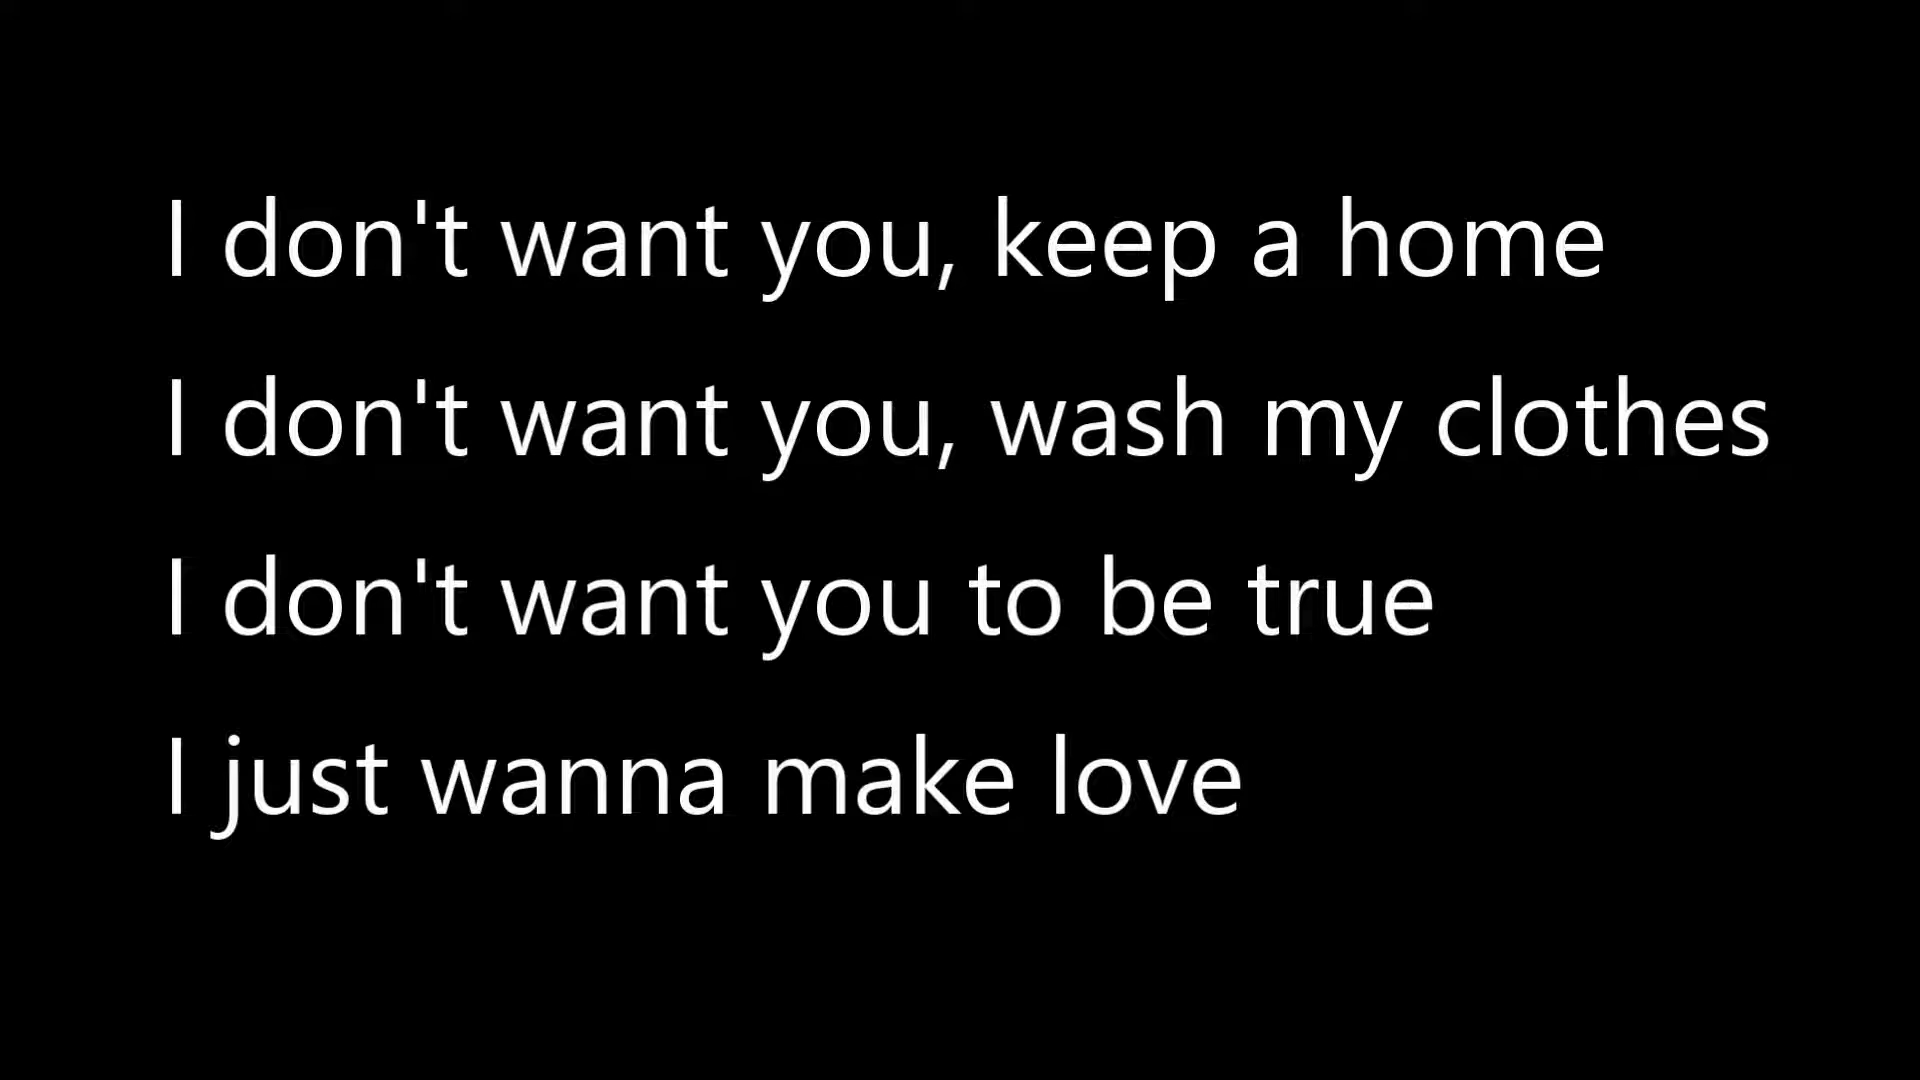 I don't want you, keep a home
I don't want you, wash my clothes
I don't want you to be true
I just wanna make love